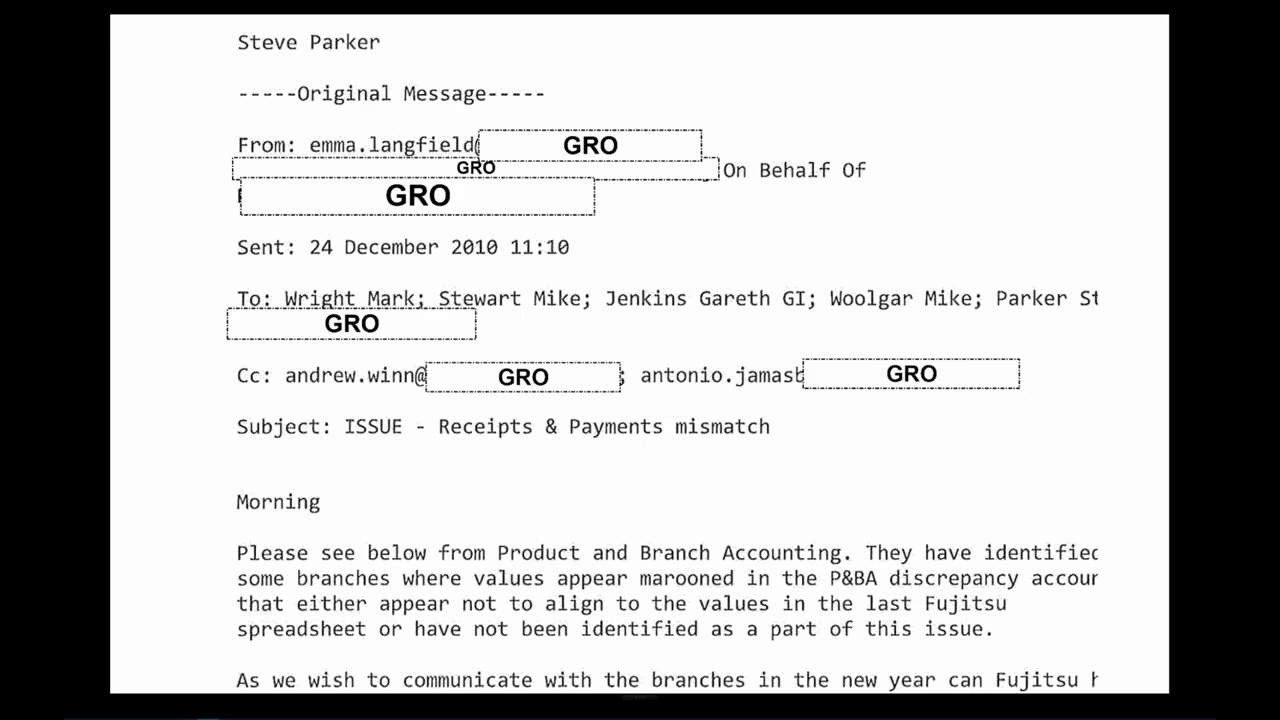 Steve Parker
-----Original Message-----
From: emma.langfield@ GRO
GRO On Behalf Of
GRO
Sent: 24 December 2010 11:10
To: Wright Mark; Stewart Mike; Jenkins Gareth GI; Woolgar Mike; Parker St
GRO
Cc: andrew.winn@ GRO ; antonio.jamasb GRO
Subject: ISSUE - Receipts & Payments mismatch
Morning
Please see below from Product and Branch Accounting. They have identified
some branches where values appear marooned in the P&BA discrepancy accour
that either appear not to align to the values in the last Fujitsu
spreadsheet or have not been identified as a part of this issue.
As we wish to communicate with the branches in the new year can Fujitsu